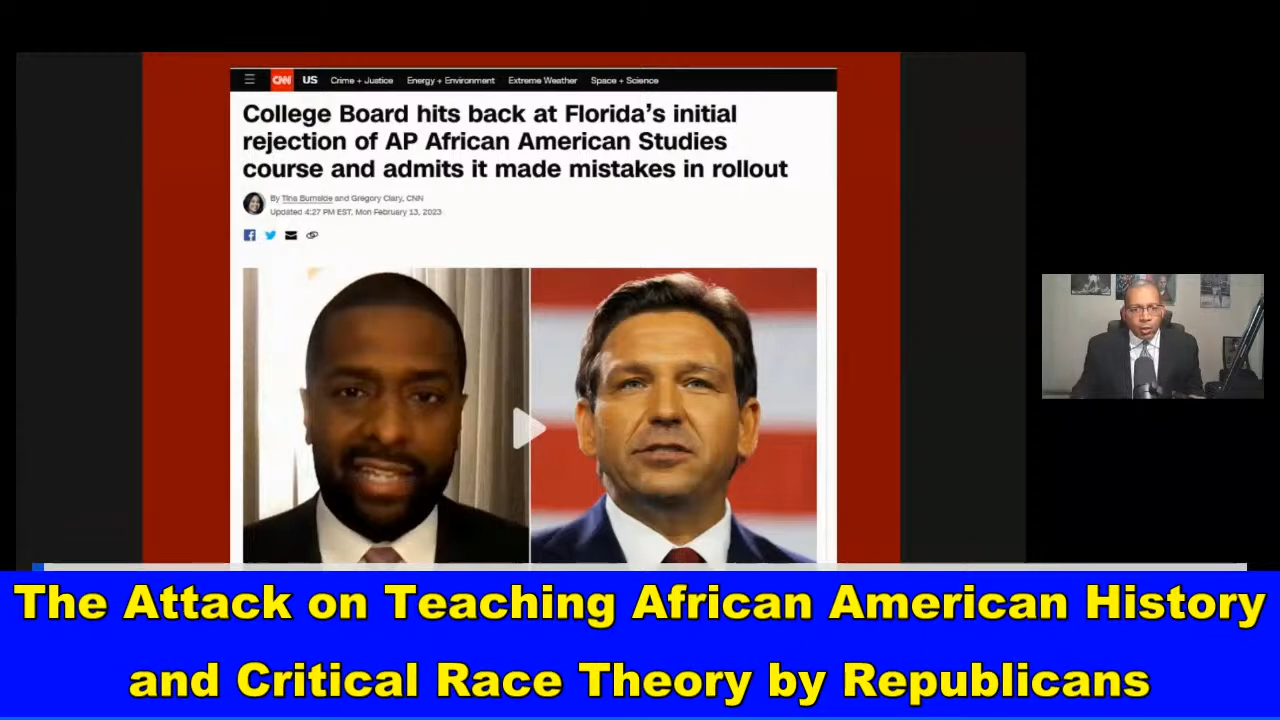 CNN US Crime + Justice Energy + Environment Extreme Weather Space + Science
College Board hits back at Florida's initial
rejection of AP African American Studies
course and admits it made mistakes in rollout
By Tina Burnside and Gregory Clary, CNN
Updated 4:27 PM EST, Mon February 13, 2023
The Attack on Teaching African American History
and Critical Race Theory by Republicans